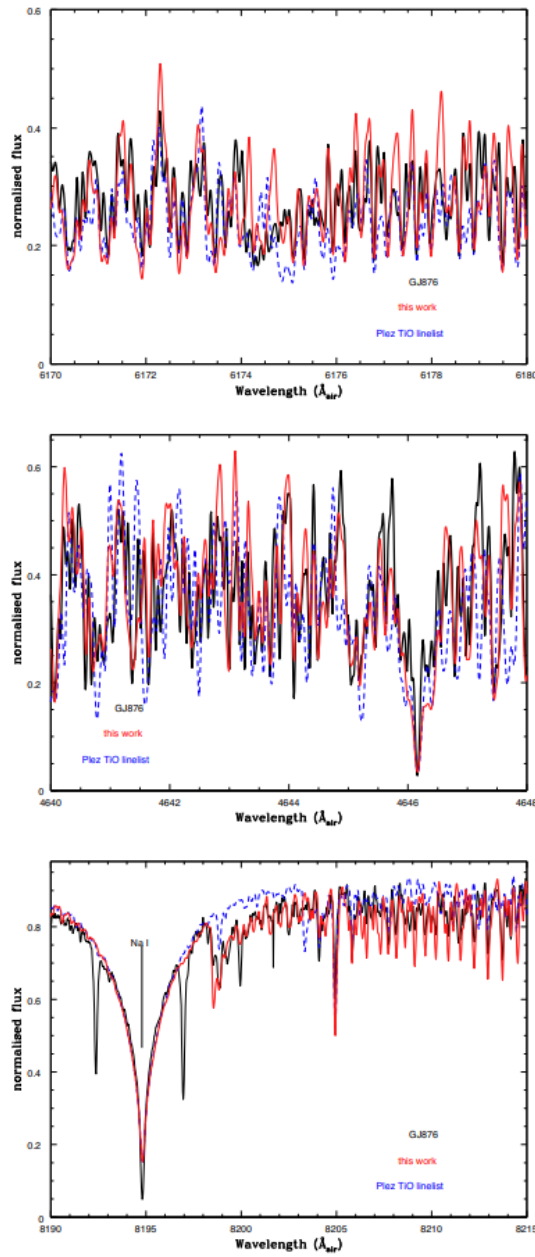 0.6
0.4
0.2
0
normalised flux
GJ876
this work
Plez TiO linelist
6170 6172 6174 6176 6178 6180
Wavelength (Åair)
0.6
0.4
0.2
0
normalised flux
GJ876
this work
Plez TiO linelist
4640 4642 4644 4646 4648
Wavelength (Åair)
0.8
0.6
0.4
0.2
0
normalised flux
Na I
GJ876
this work
Plez TiO linelist
8190 8195 8200 8205 8210 8215
Wavelength (Åair)